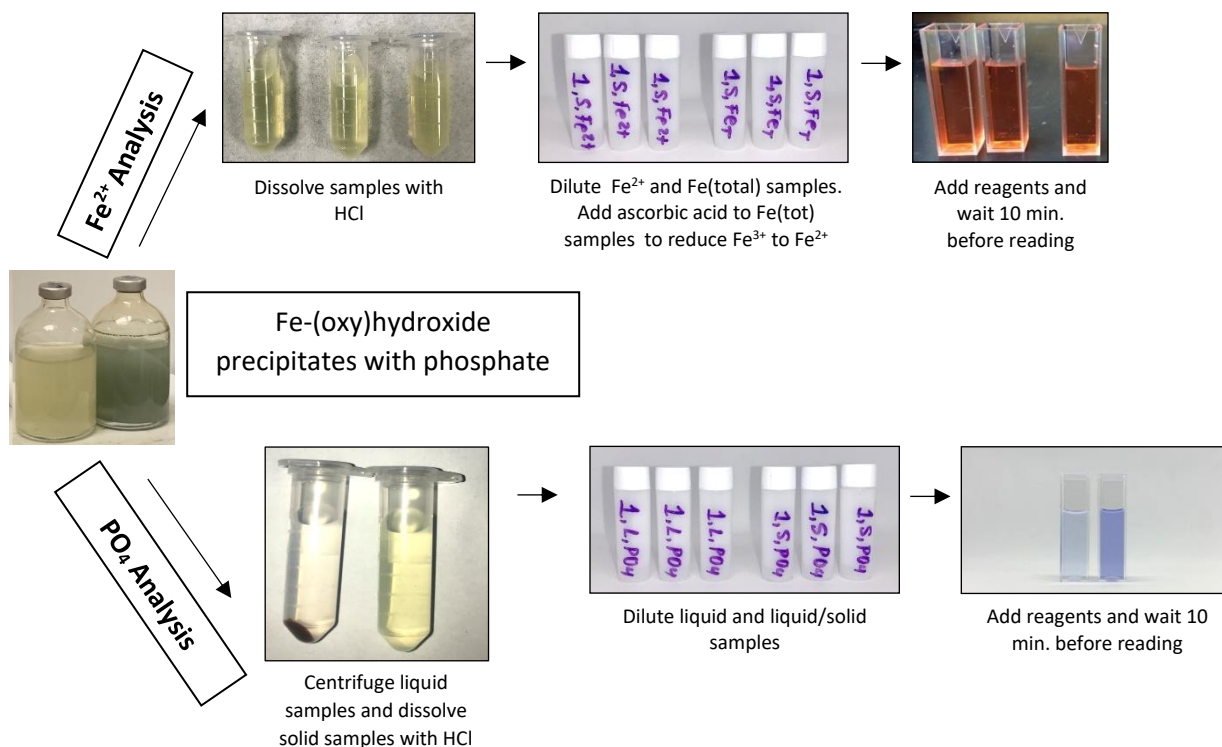 Fe²⁺ Analysis
1,S,Fe2+
1,S,Fe2+
1,S,Fe2+
1,S,FeT
1,S,FeT
1,S,FeT
Dissolve samples with
HCl
Dilute Fe²⁺ and Fe(total) samples.
Add ascorbic acid to Fe(tot)
samples to reduce Fe³⁺ to Fe²⁺
Add reagents and
wait 10 min.
before reading
Fe-(oxy)hydroxide
precipitates with phosphate
PO₄ Analysis
1,L,PO4
1,L,PO4
1,L,PO4
1,S,PO4
1,S,PO4
1,S,PO4
Centrifuge liquid
samples and dissolve
solid samples with HCl
Dilute liquid and liquid/solid
samples
Add reagents and wait 10
min. before reading